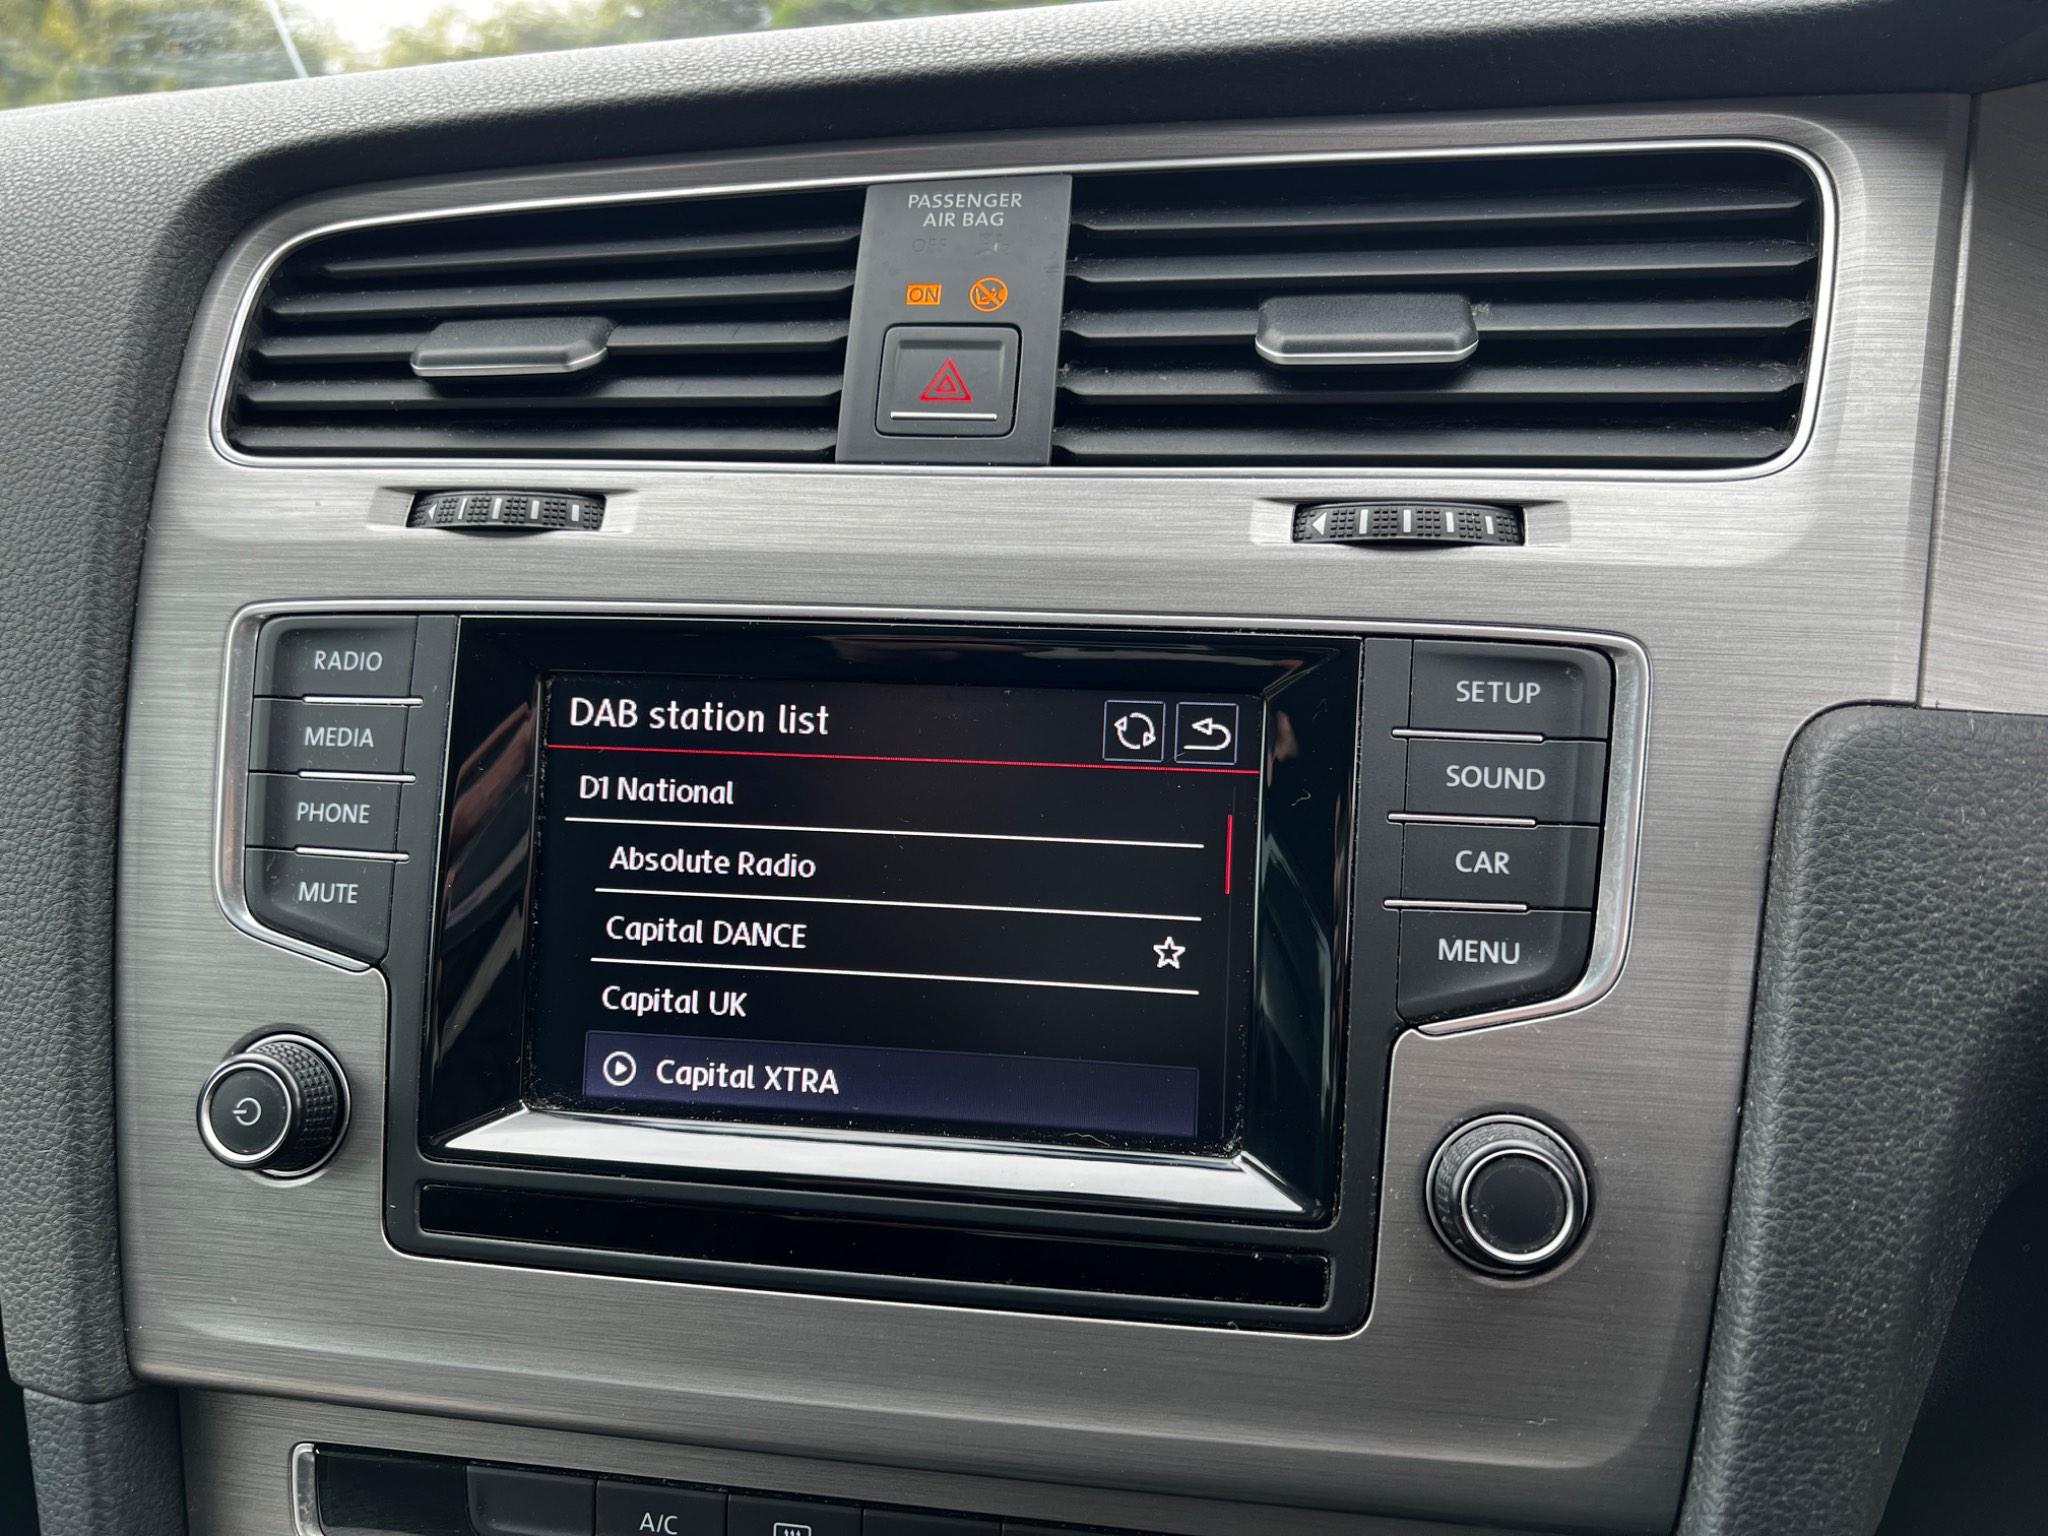 PASSENGER
AIR BAG
OFF
ON
RADIO
MEDIA
PHONE
MUTE
DAB station list
D1 National
Absolute Radio
Capital DANCE
Capital UK
Capital XTRA
SETUP
SOUND
CAR
MENU
A/C